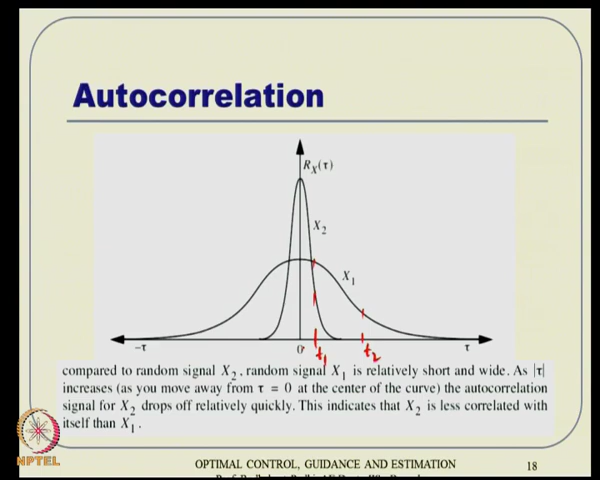 Autocorrelation
R_X(τ)
X_2
X_1
-τ
0
τ
t_1
t_2
compared to random signal X_2, random signal X_1 is relatively short and wide. As |τ|
increases (as you move away from τ = 0 at the center of the curve) the autocorrelation
signal for X_2 drops off relatively quickly. This indicates that X_2 is less correlated with
itself than X_1.
NPTEL
OPTIMAL CONTROL, GUIDANCE AND ESTIMATION
18